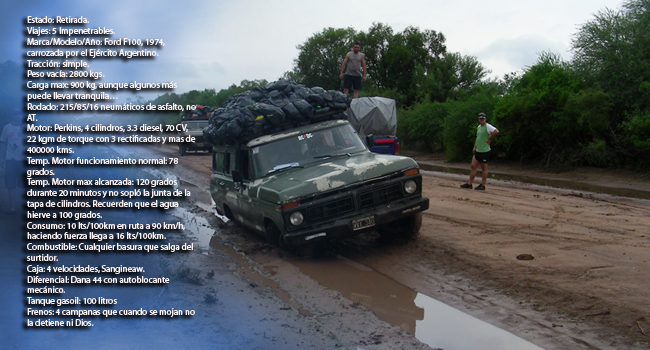 Estado: Retirada.
Viajes: 5 Impenetrables.
Marca/Modelo/Año: Ford F100, 1974,
carrozada por el Ejército Argentino.
Tracción: simple.
Peso vacía: 2800 kgs.
Carga max: 900 kg, aunque algunos más
puede llevar tranquila...
Rodado: 215/85/16 neumáticos de asfalto, no
AT.
Motor: Perkins, 4 cilindros, 3.3 diesel, 70 CV,
22 kgm de torque con 3 rectificadas y mas de
400000 kms.
Temp. Motor funcionamiento normal: 78
grados.
Temp. Motor max alcanzada: 120 grados
durante 20 minutos y no sopló la junta de la
tapa de cilindros. Recuerden que el agua
hierve a 100 grados.
Consumo: 10 lts/100km en ruta a 90 km/h,
haciendo fuerza llega a 16 lts/100km.
Combustible: Cualquier basura que salga del
surtidor.
Caja: 4 velocidades, Sangineaw.
Diferencial: Dana 44 con autoblocante
mecánico.
Tanque gasoil: 100 litros
Frenos: 4 campanas que cuando se mojan no
la detiene ni Dios.